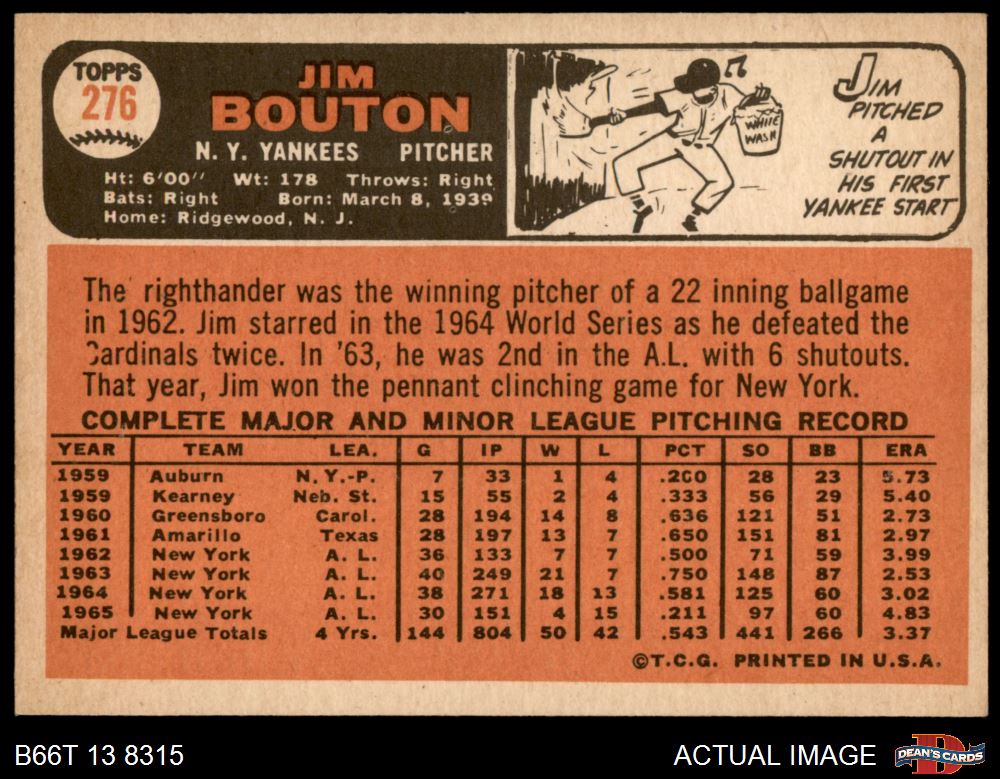 TOPPS
276
JIM
BOUTON
N. Y. YANKEES PITCHER
Ht: 6'00" Wt: 178 Throws: Right
Bats: Right Born: March 8, 1939
Home: Ridgewood, N. J.
WHITE
WASH
JIM
PITCHED
A
SHUTOUT IN
HIS FIRST
YANKEE START
The righthander was the winning pitcher of a 22 inning ballgame
in 1962. Jim starred in the 1964 World Series as he defeated the
Cardinals twice. In '63, he was 2nd in the A.L. with 6 shutouts.
That year, Jim won the pennant clinching game for New York.
COMPLETE MAJOR AND MINOR LEAGUE PITCHING RECORD
YEAR TEAM LEA. G IP W L PCT SO BB ERA
1959 Auburn N.Y.-P. 7 33 1 4 .200 28 23 5.73
1959 Kearney Neb. St. 15 55 2 4 .333 56 29 5.40
1960 Greensboro Carol. 28 194 14 8 .636 121 51 2.73
1961 Amarillo Texas 28 197 13 7 .650 151 81 2.97
1962 New York A. L. 36 133 7 7 .500 71 59 3.99
1963 New York A. L. 40 249 21 7 .750 148 87 2.53
1964 New York A. L. 38 271 18 13 .581 125 60 3.02
1965 New York A. L. 30 151 4 15 .211 97 60 4.83
Major League Totals 4 Yrs. 144 804 50 42 .543 441 266 3.37
©T.C.G. PRINTED IN U.S.A.
B66T 13 8315 ACTUAL IMAGE DEAN'S CARDS